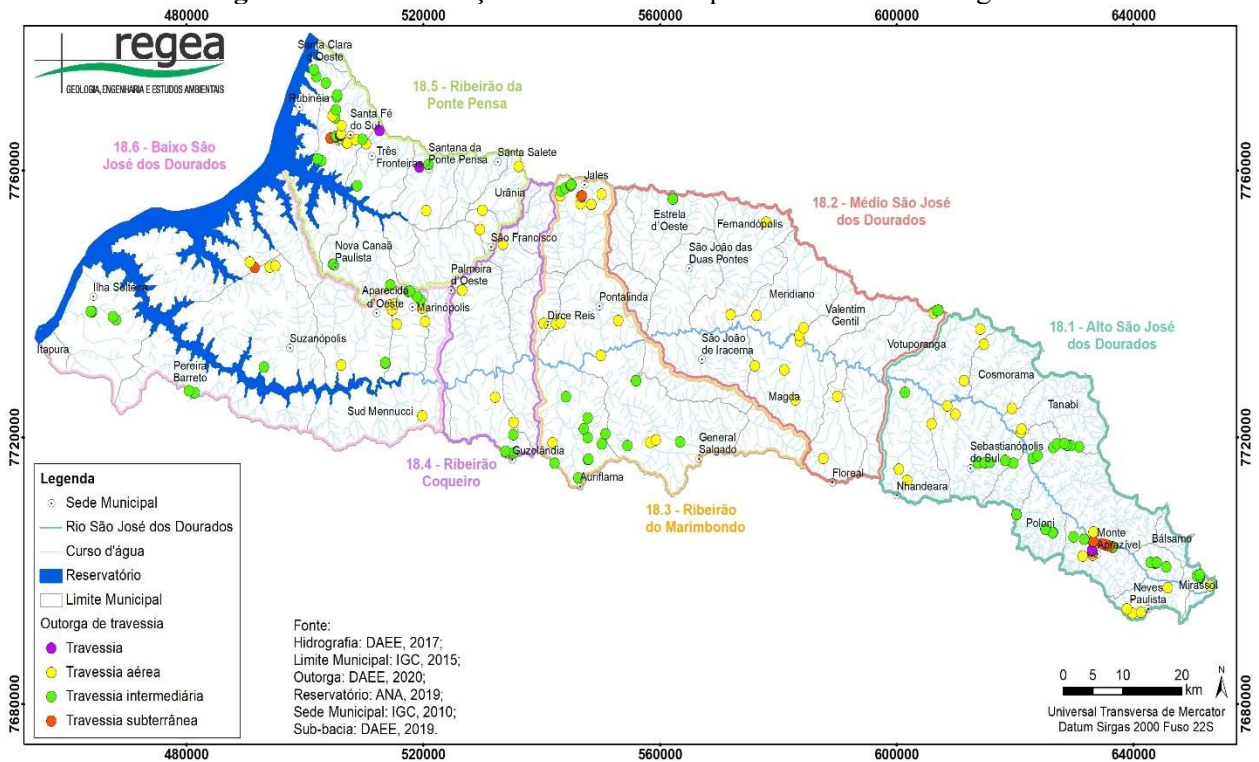 480000
520000
560000
600000
640000
regea
GEOLOGIA, ENGENHARIA E ESTUDOS AMBIENTAIS
Santa Clara
d'Oeste
18.5 - Ribeirão da
Ponte Pensa
Rubinéia
Santa Fé
do Sul
18.6 - Baixo São
José dos Dourados
Três
Fronteiras
Santana da
Ponte Pensa
Santa Salete
7760000
7760000
Urânia
Jales
18.2 - Médio São José
dos Dourados
Estrela
d'Oeste
Fernandópolis
Nova Canaã
Paulista
São Francisco
São João das
Duas Pontes
Ilha Solteira
Palmeira
d'Oeste
Aparecida
d'Oeste
Marinópolis
Pontalinda
Dirce Reis
Meridiano
Valentim
Gentil
18.1 - Alto São José
dos Dourados
Itapura
Suzanópolis
São João
de Iracema
Votuporanga
Pereira
Barreto
Cosmorama
Magda
Tanabi
Sud Mennucci
7720000
7720000
General
Salgado
Sebastianópolis
do Sul
Guzolândia
18.4 - Ribeirão
Coqueiro
Auriflama
Floreal
Nhandeara
18.3 - Ribeirão
do Marimbondo
Poloni
Monte
Aprazível
Bálsamo
Neves
Paulista
Mirassol
Legenda
Sede Municipal
Rio São José dos Dourados
Curso d'água
Reservatório
Limite Municipal
Outorga de travessia
Travessia
Travessia aérea
Travessia intermediária
Travessia subterrânea
Fonte:
Hidrografia: DAEE, 2017;
Limite Municipal: IGC, 2015;
Outorga: DAEE, 2020;
Reservatório: ANA, 2019;
Sede Municipal: IGC, 2010;
Sub-bacia: DAEE, 2019.
0 5 10 20
km
N
Universal Transversa de Mercator
Datum Sirgas 2000 Fuso 22S
7680000
7680000
480000
520000
560000
600000
640000